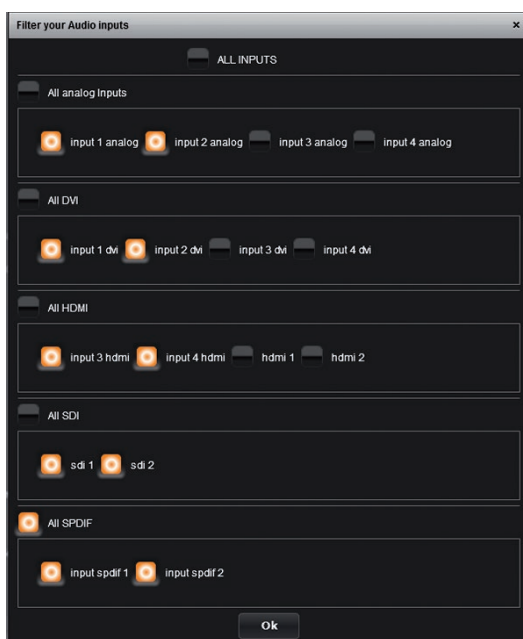 Filter your Audio inputs x
ALL INPUTS
All analog Inputs
input 1 analog input 2 analog input 3 analog input 4 analog
All DVI
input 1 dvi input 2 dvi input 3 dvi input 4 dvi
All HDMI
input 3 hdmi input 4 hdmi hdmi 1 hdmi 2
All SDI
sdi 1 sdi 2
All SPDIF
input spdif 1 input spdif 2
Ok